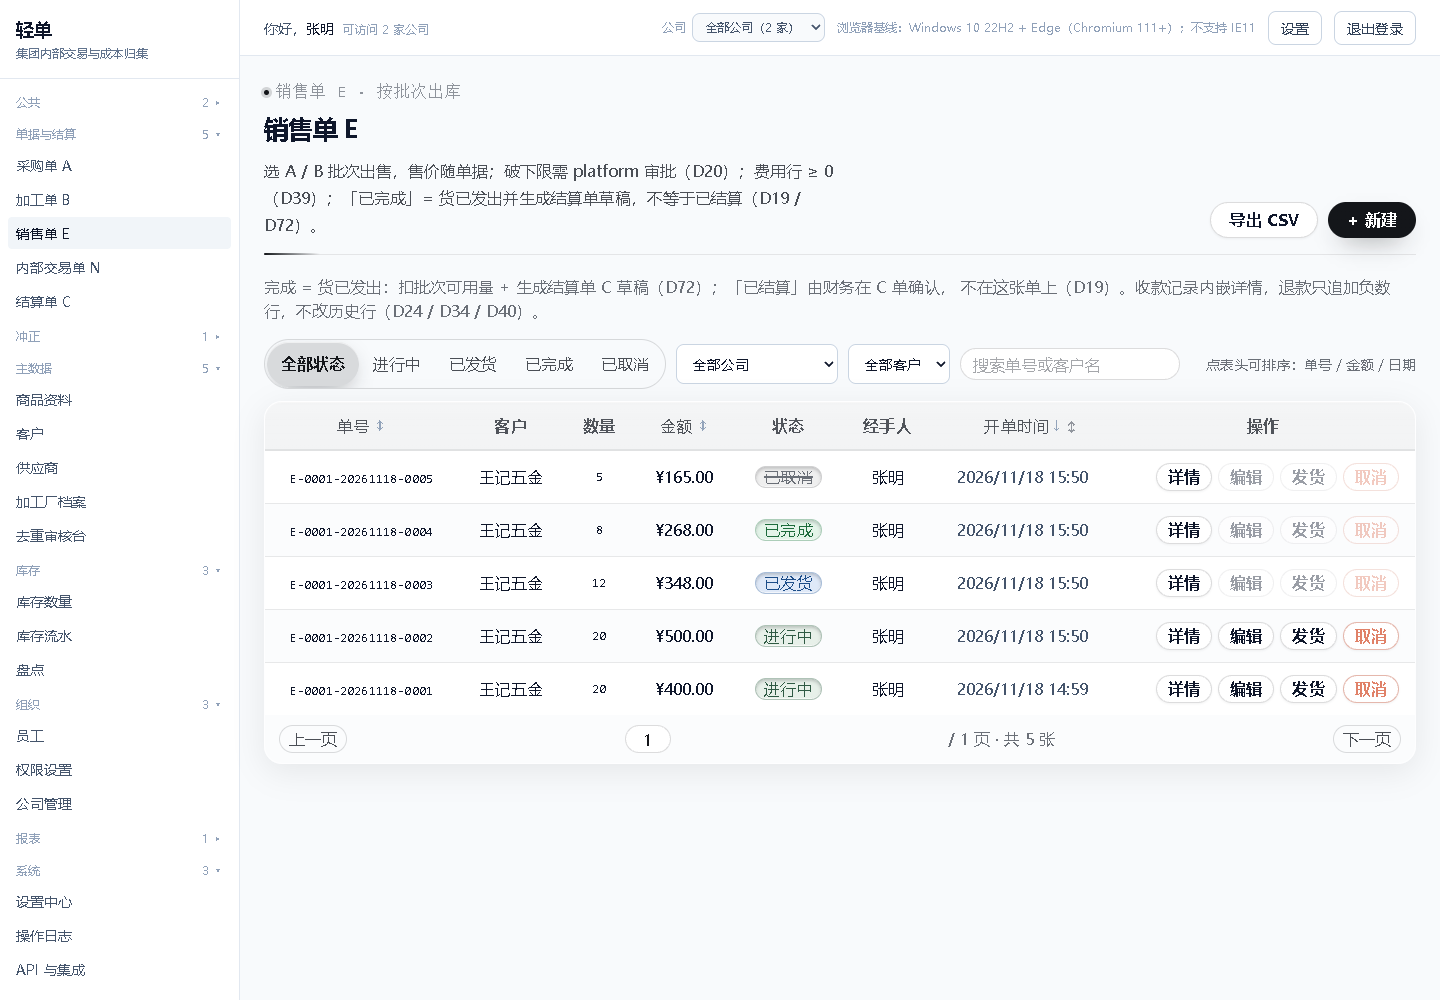 轻单
集团内部交易与成本归集
公共 2 ▸
单据与结算 5 ▾
采购单 A
加工单 B
销售单 E
内部交易单 N
结算单 C
冲正 1 ▸
主数据 5 ▾
商品资料
客户
供应商
加工厂档案
去重审核台
库存 3 ▾
库存数量
库存流水
盘点
组织 3 ▾
员工
权限设置
公司管理
报表 1 ▸
系统 3 ▾
设置中心
操作日志
API 与集成
你好，张明 可访问 2 家公司
公司 全部公司（2 家） 浏览器基线：Windows 10 22H2 + Edge（Chromium 111+）；不支持 IE11 设置 退出登录
销售单 E - 按批次出库
销售单 E
选 A / B 批次出售，售价随单据；破下限需 platform 审批（D20）；费用行 ≥ 0
（D39）；「已完成」= 货已发出并生成结算单草稿，不等于已结算（D19 /
D72）。
导出 CSV + 新建
完成 = 货已发出：扣批次可用量 + 生成结算单 C 草稿（D72）；「已结算」由财务在 C 单确认， 不在这张单上（D19）。收款记录内嵌详情，退款只追加负数
行，不改历史行（D24 / D34 / D40）。
全部状态 进行中 已发货 已完成 已取消 全部公司 全部客户 搜索单号或客户名 点表头可排序：单号 / 金额 / 日期
单号 ↕ 客户 数量 金额 ↕ 状态 经手人 开单时间 ↓ ↕ 操作
E-0001-20261118-0005 王记五金 5 ¥165.00 已取消 张明 2026/11/18 15:50 详情 编辑 发货 取消
E-0001-20261118-0004 王记五金 8 ¥268.00 已完成 张明 2026/11/18 15:50 详情 编辑 发货 取消
E-0001-20261118-0003 王记五金 12 ¥348.00 已发货 张明 2026/11/18 15:50 详情 编辑 发货 取消
E-0001-20261118-0002 王记五金 20 ¥500.00 进行中 张明 2026/11/18 15:50 详情 编辑 发货 取消
E-0001-20261118-0001 王记五金 20 ¥400.00 进行中 张明 2026/11/18 14:59 详情 编辑 发货 取消
上一页 1 / 1 页 · 共 5 张 下一页